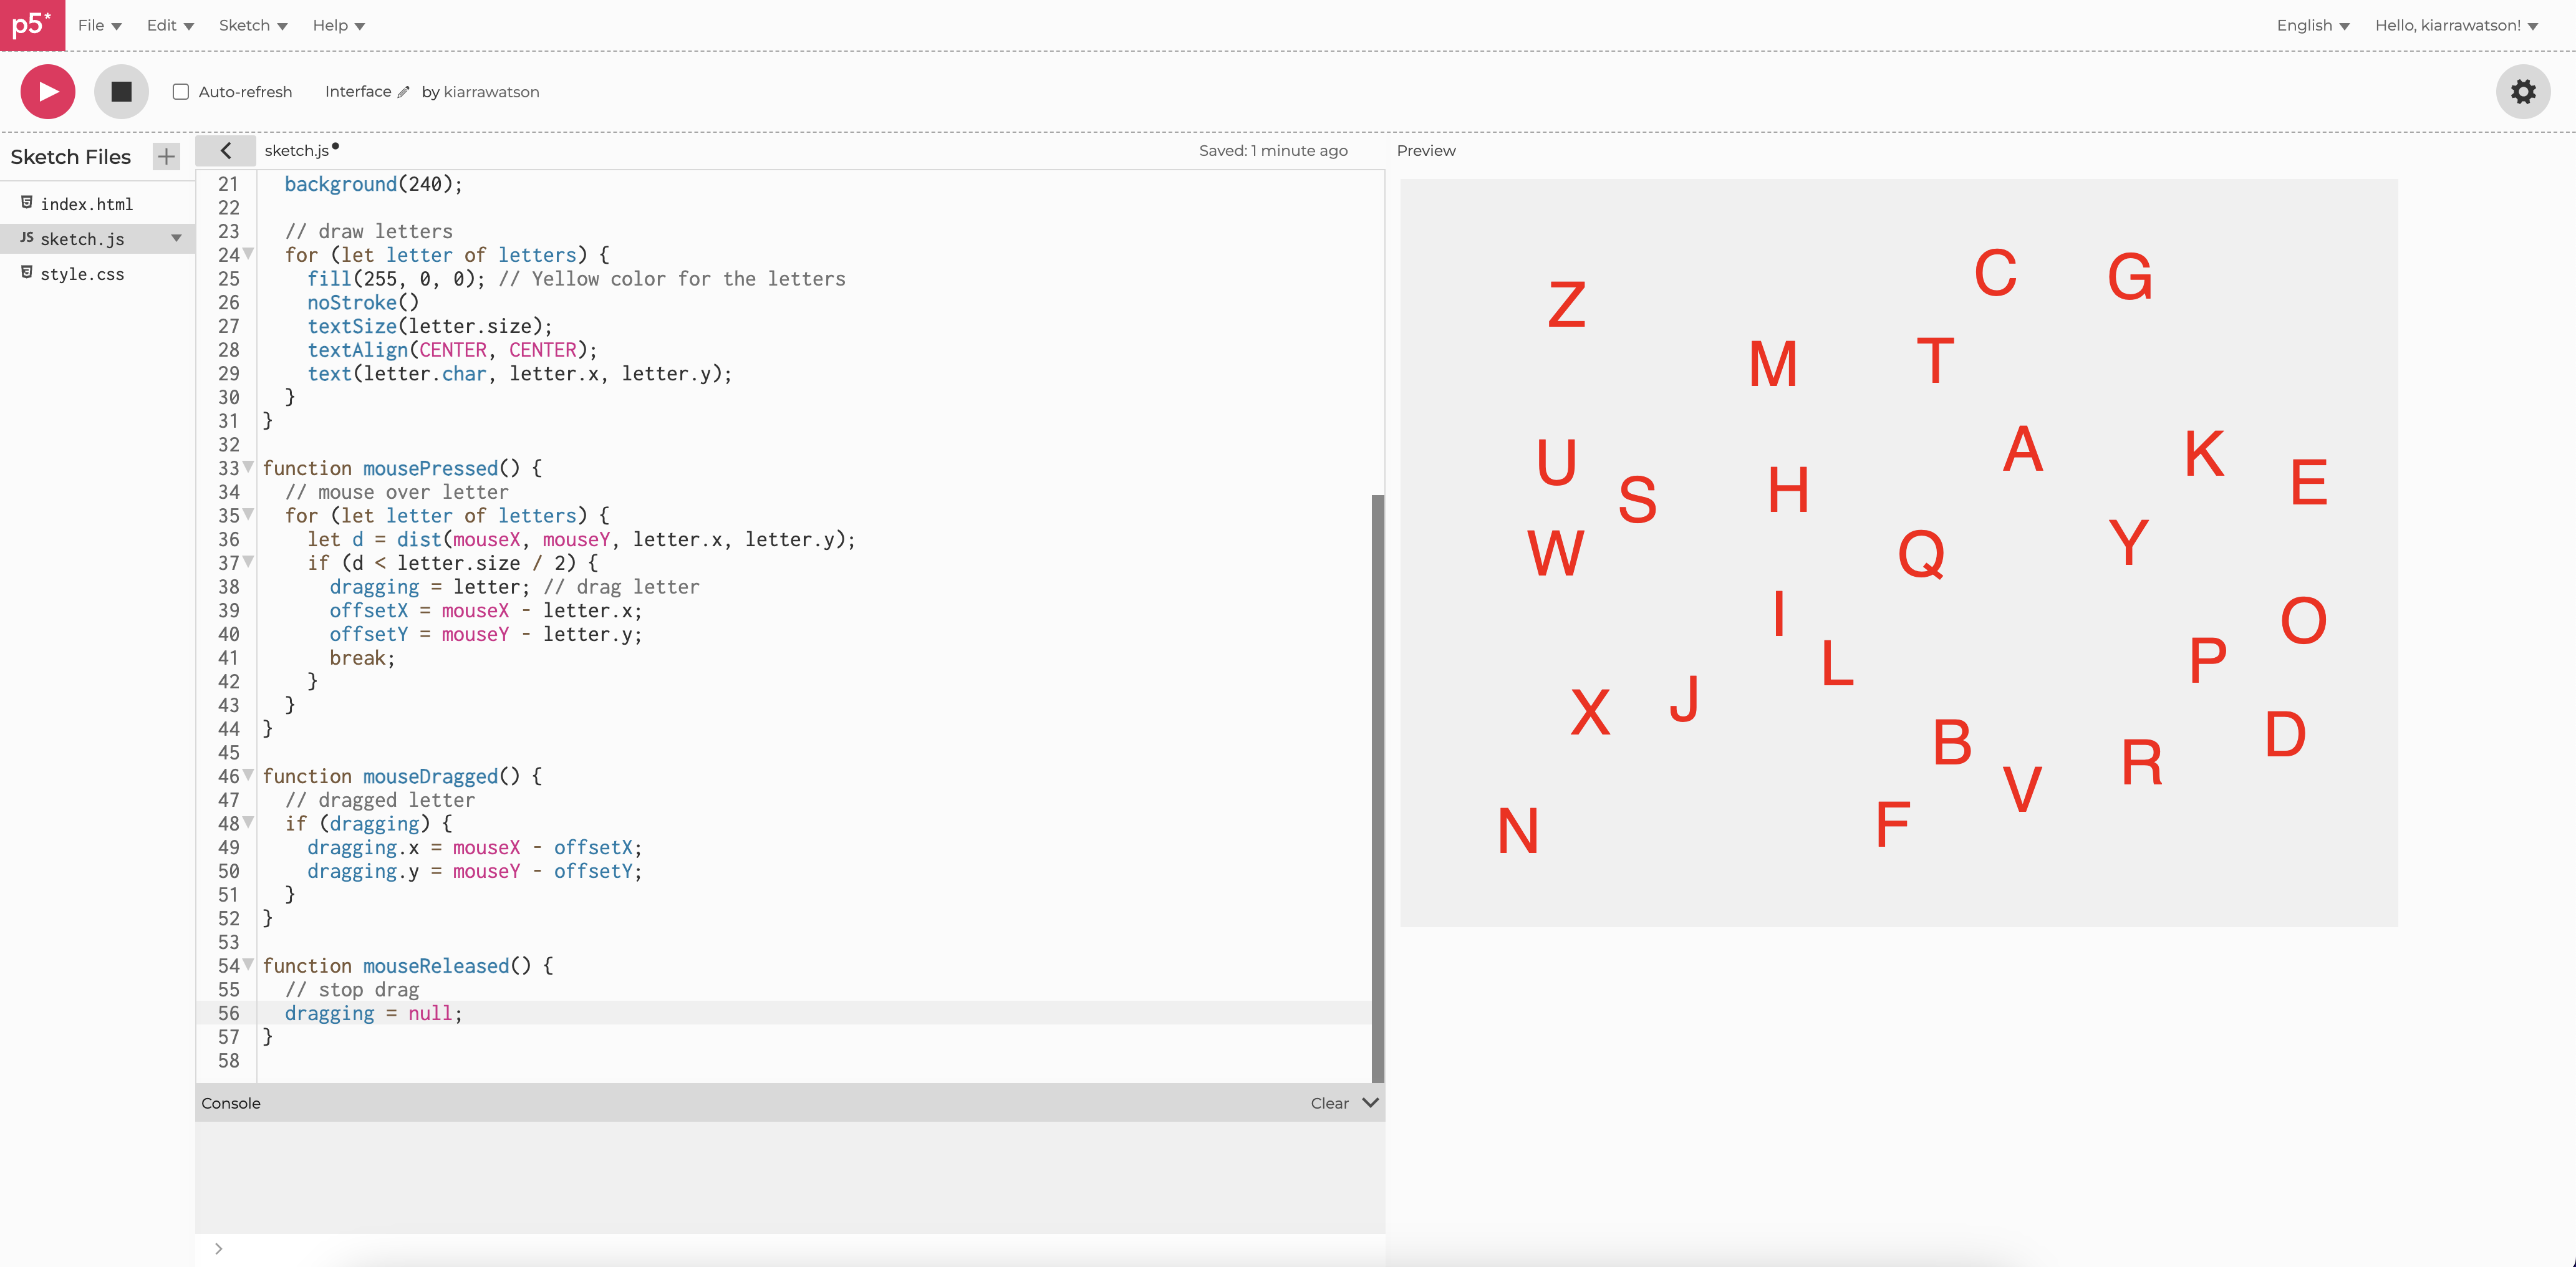 p5*
File Edit Sketch Help English Hello, kiarrawatson!
Auto-refresh Interface by kiarrawatson
Sketch Files
index.html
JS sketch.js
style.css
sketch.js Saved: 1 minute ago
21 background(240);
22
23 // draw letters
24 for (let letter of letters) {
25 fill(255, 0, 0); // Yellow color for the letters
26 noStroke()
27 textSize(letter.size);
28 textAlign(CENTER, CENTER);
29 text(letter.char, letter.x, letter.y);
30 }
31 }
32
33 function mousePressed() {
34 // mouse over letter
35 for (let letter of letters) {
36 let d = dist(mouseX, mouseY, letter.x, letter.y);
37 if (d < letter.size / 2) {
38 dragging = letter; // drag letter
39 offsetX = mouseX - letter.x;
40 offsetY = mouseY - letter.y;
41 break;
42 }
43 }
44 }
45
46 function mouseDragged() {
47 // dragged letter
48 if (dragging) {
49 dragging.x = mouseX - offsetX;
50 dragging.y = mouseY - offsetY;
51 }
52 }
53
54 function mouseReleased() {
55 // stop drag
56 dragging = null;
57 }
58
Console Clear
>
Preview
C G
Z
M T
U S H A K E
W Q Y
I O
L P
X J
B D
V R
N F